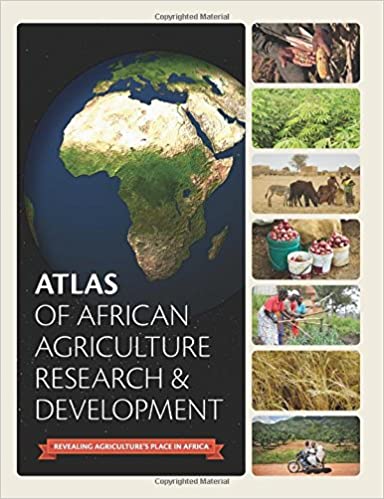 Copyrighted Material
ATLAS
OF AFRICAN
AGRICULTURE
RESEARCH &
DEVELOPMENT
REVEALING AGRICULTURE'S PLACE IN AFRICA
Copyrighted Material